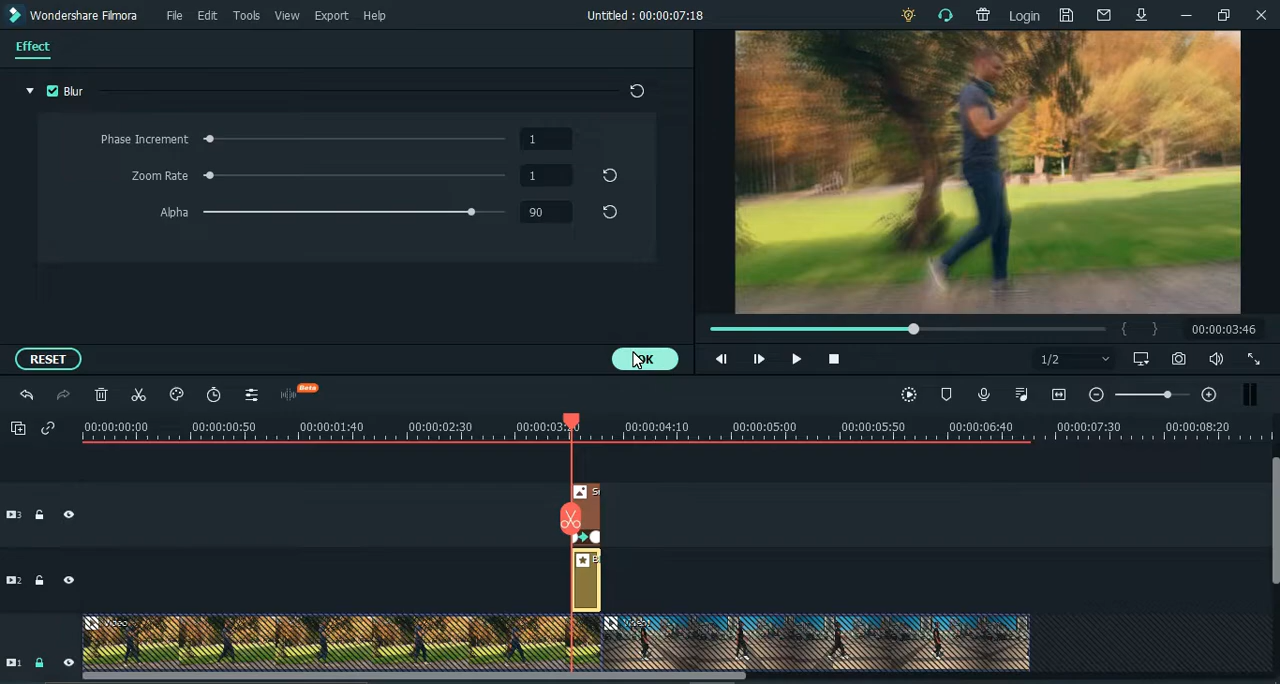 Wondershare Filmora File Edit Tools View Export Help Untitled : 00:00:07:18 Login
Effect
Blur
Phase Increment 1
Zoom Rate 1
Alpha 90
00:00:03:46
RESET OK 1/2
Beta
00:00:00:00 00:00:00:50 00:00:01:40 00:00:02:30 00:00:03:20 00:00:04:10 00:00:05:00 00:00:05:50 00:00:06:40 00:00:07:30 00:00:08:20
3
2
Video
1